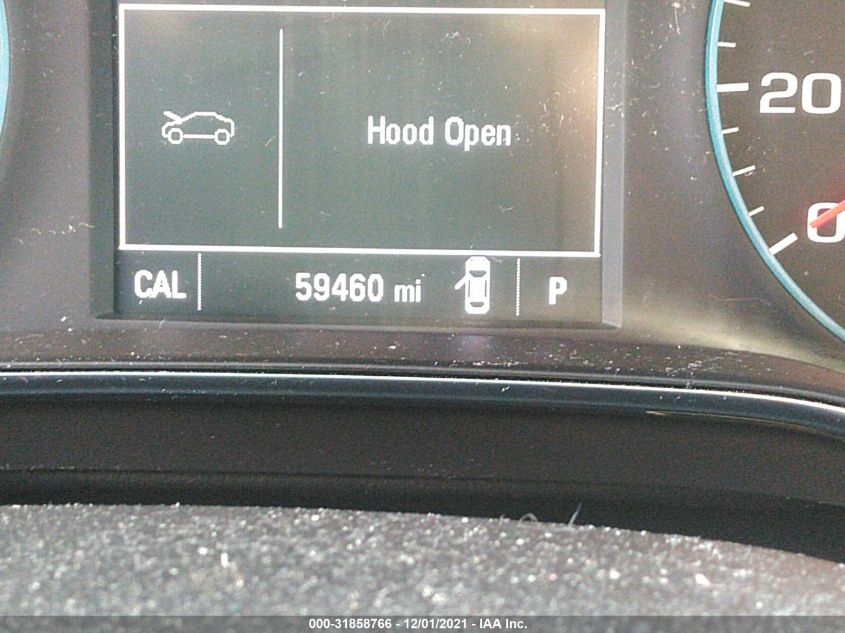 Hood Open
20
0
CAL 59460 mi P
000-31858766 - 12/01/2021 - IAA Inc.